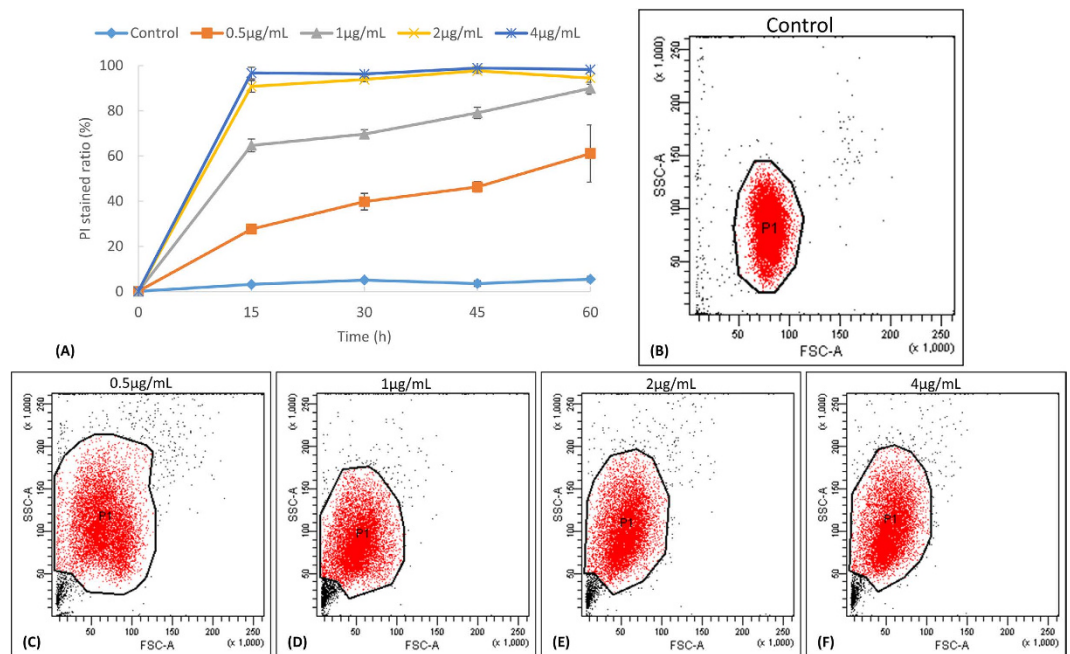 Control 0.5µg/mL 1µg/mL 2µg/mL 4µg/mL
100
80
60
40
20
0
PI stained ratio (%)
0 15 30 45 60
Time (h)
(A)
Control
(x 1,000)
250
200
150
100
50
SSC-A
P1
50 100 150 200 250
FSC-A
(x 1,000)
(B)
0.5µg/mL
(x 1,000)
250
200
150
100
50
SSC-A
P1
50 100 150 200 250
(x 1,000)
FSC-A
(C)
1µg/mL
(x 1,000)
250
200
150
100
50
SSC-A
P1
50 100 150 200 250
(x 1,000)
FSC-A
(D)
2µg/mL
(x 1,000)
250
200
150
100
50
SSC-A
P1
50 100 150 200 250
(x 1,000)
FSC-A
(E)
4µg/mL
(x 1,000)
250
200
150
100
50
SSC-A
P1
50 100 150 200 250
(x 1,000)
FSC-A
(F)